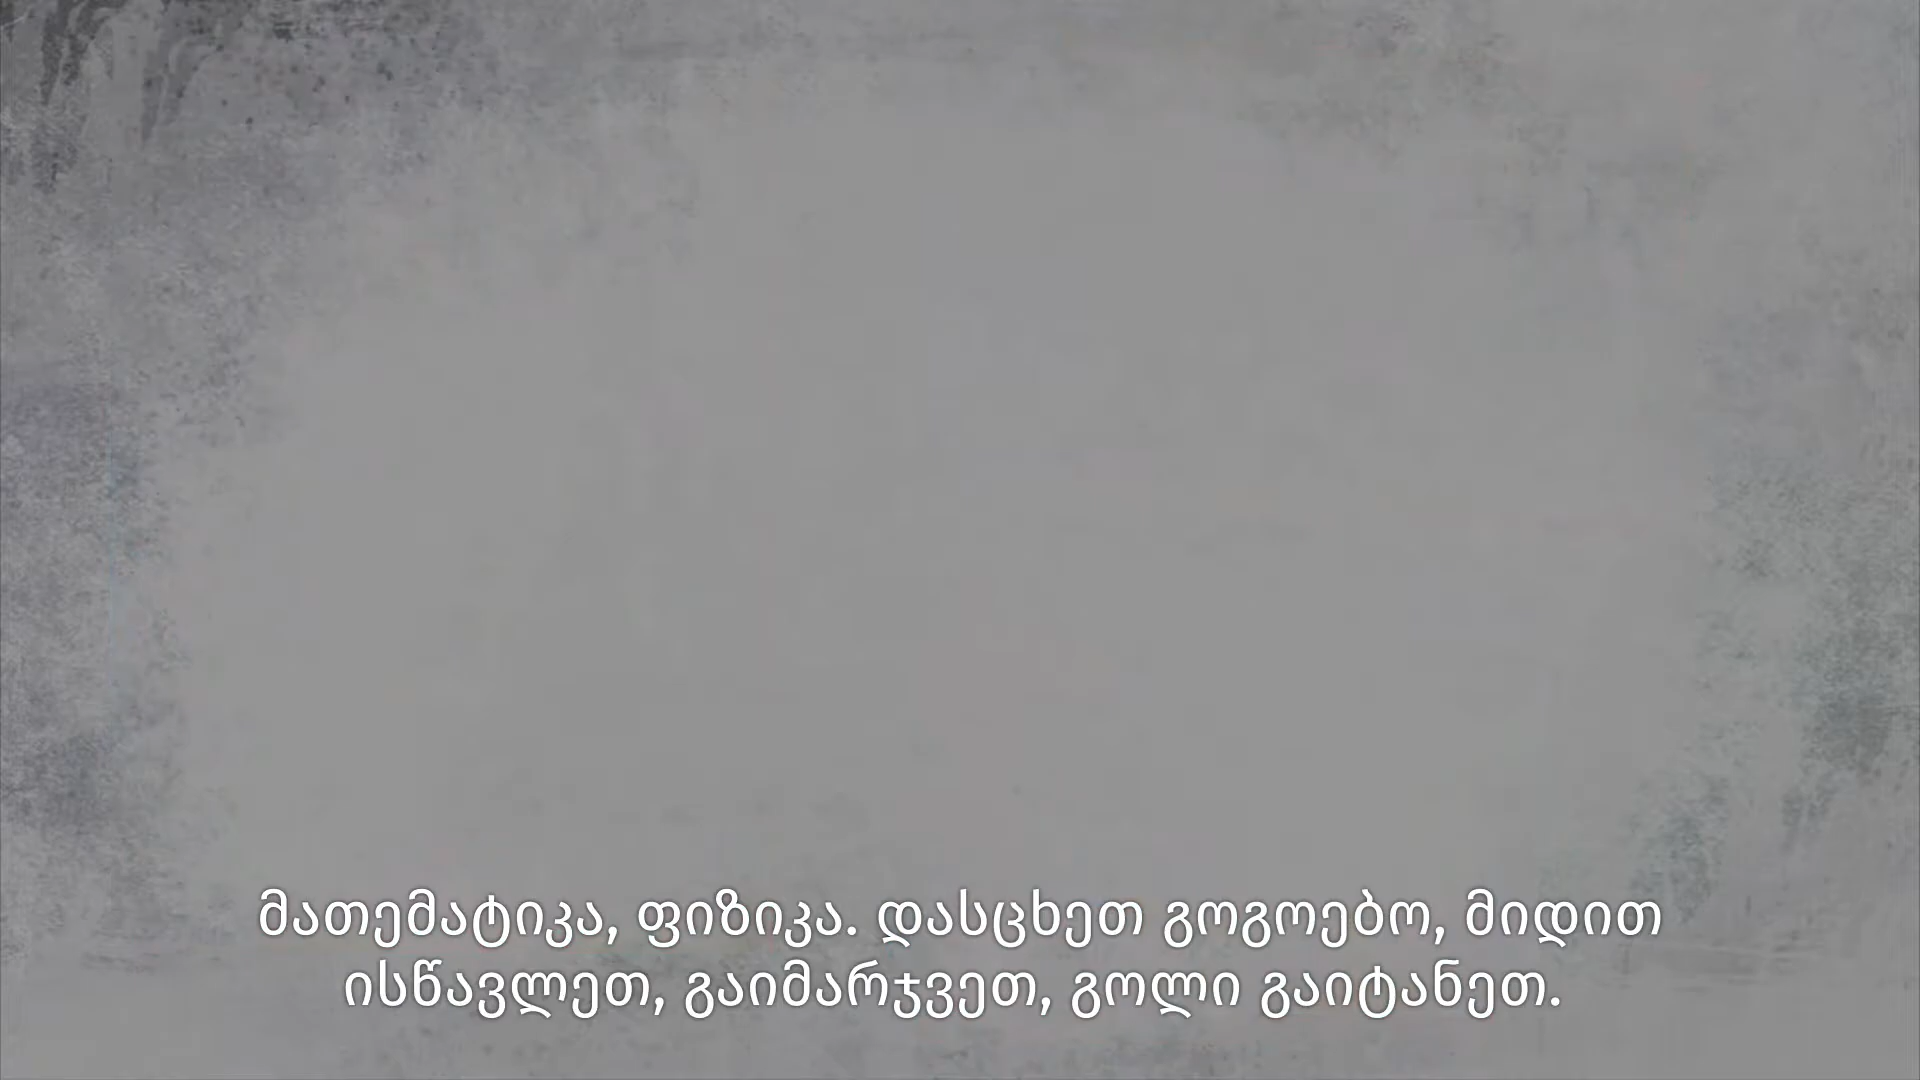 მათემატიკა, ფიზიკა. დასცხეთ გოგოებო, მიდით
ისწავლეთ, გაიმარჯვეთ, გოლი გაიტანეთ.